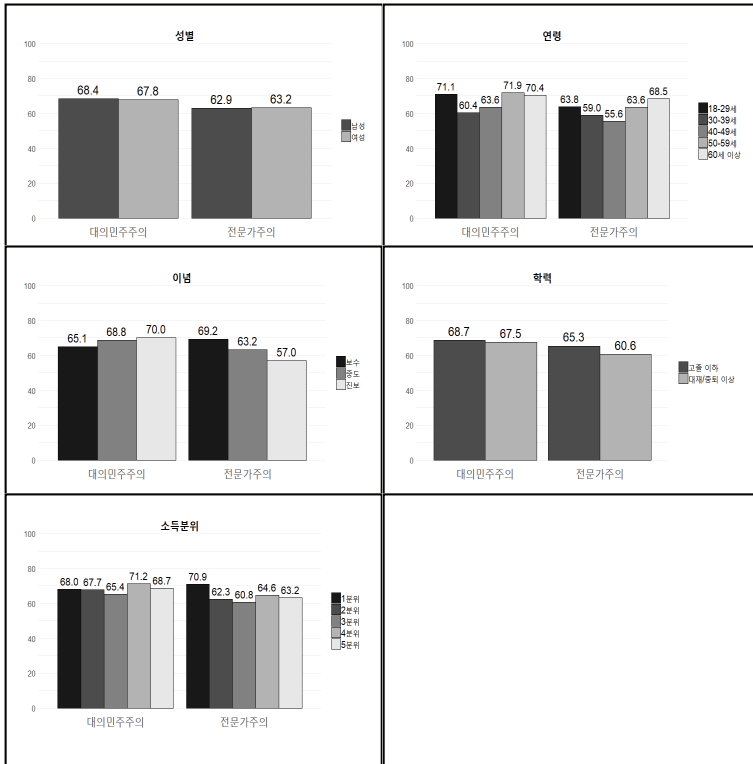 성별
100
80
60
40
20
0
68.4 67.8 62.9 63.2
대의민주주의 전문가주의
남성
여성
연령
100
80
60
40
20
0
71.1 60.4 63.6 71.9 70.4 63.8 59.0 55.6 63.6 68.5
대의민주주의 전문가주의
18-29세
30-39세
40-49세
50-59세
60세 이상
이념
100
80
60
40
20
0
65.1 68.8 70.0 69.2 63.2 57.0
대의민주주의 전문가주의
보수
중도
진보
학력
100
80
60
40
20
0
68.7 67.5 65.3 60.6
대의민주주의 전문가주의
고졸 이하
대재/중퇴 이상
소득분위
100
80
60
40
20
0
68.0 67.7 65.4 71.2 68.7 70.9 62.3 60.8 64.6 63.2
대의민주주의 전문가주의
1분위
2분위
3분위
4분위
5분위